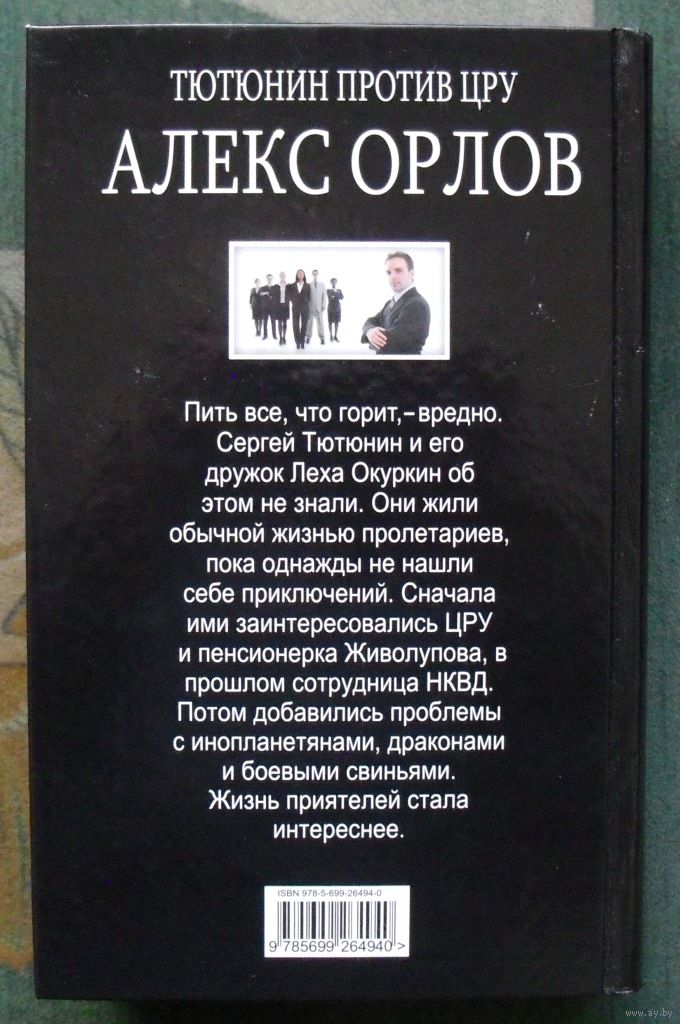 ТЮТЮНИН ПРОТИВ ЦРУ
АЛЕКС ОРЛОВ
Пить все, что горит,–вредно.
Сергей Тютюнин и его
дружок Леха Окуркин об
этом не знали. Они жили
обычной жизнью пролетариев,
пока однажды не нашли
себе приключений. Сначала
ими заинтересовались ЦРУ
и пенсионерка Живолупова, в
прошлом сотрудница НКВД.
Потом добавились проблемы
с инопланетянами, драконами
и боевыми свиньями.
Жизнь приятелей стала
интереснее.
ISBN 978-5-699-26494-0
9 785699 264940 >
www.ay.by